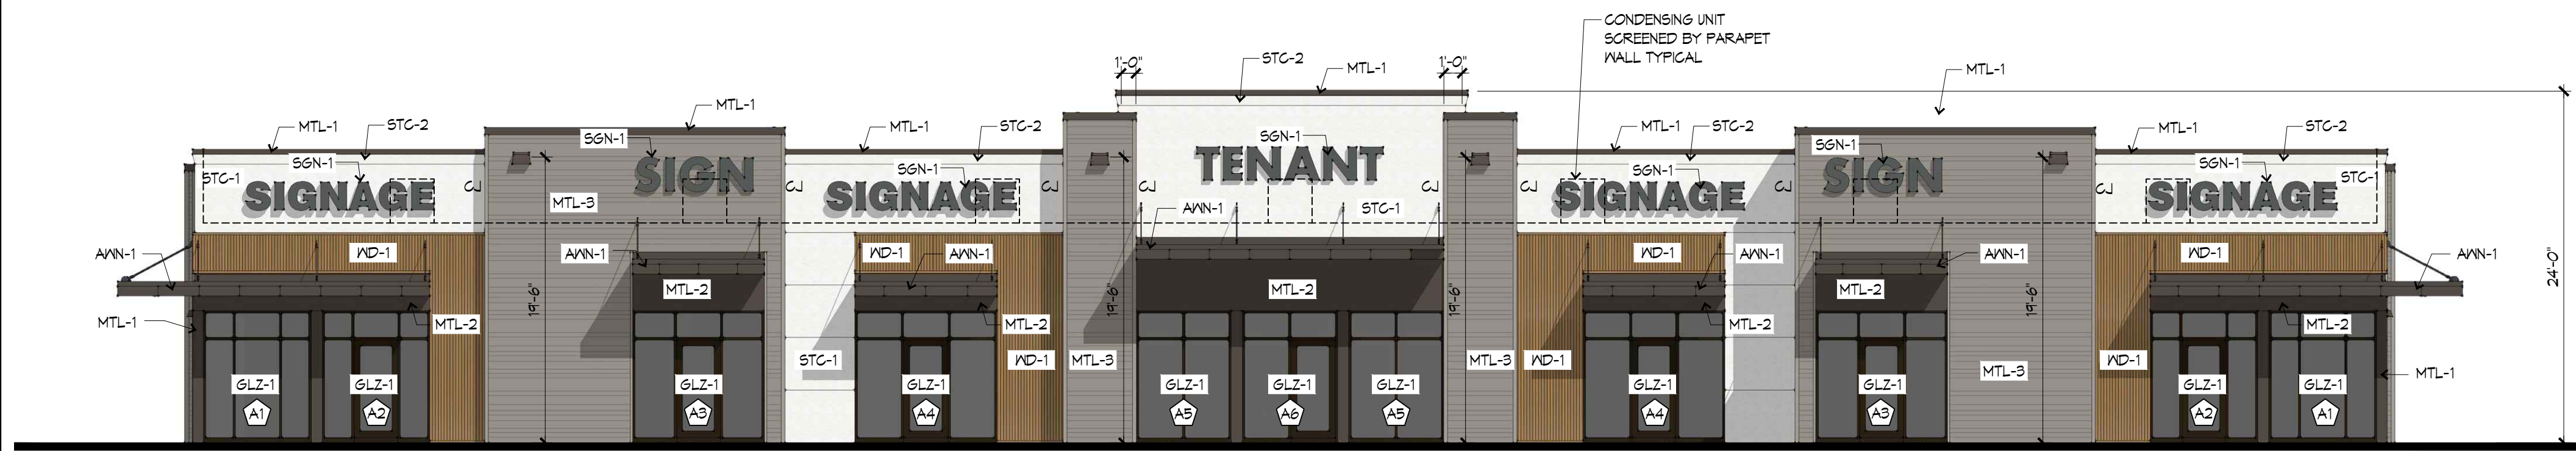 CONDENSING UNIT
SCREENED BY PARAPET
WALL TYPICAL
1'-0"
STC-2
MTL-1
1'-0"
MTL-1
MTL-1
MTL-1
STC-2
SGN-1
MTL-1
STC-2
SGN-1
MTL-1
STC-2
SGN-1
MTL-1
STC-2
SGN-1
STC-1
SIGNAGE
SIGN
SGN-1
SIGNAGE
TENANT
SGN-1
SIGNAGE
SIGN
SGN-1
SIGNAGE
STC-1
CJ
CJ
CJ
CJ
CJ
CJ
CJ
CJ
MTL-3
AWN-1
STC-1
AWN-1
WD-1
AWN-1
WD-1
AWN-1
WD-1
AWN-1
AWN-1
WD-1
AWN-1
MTL-2
MTL-2
MTL-2
24'-0"
19'-6"
19'-6"
19'-6"
19'-6"
MTL-1
MTL-2
MTL-2
MTL-2
MTL-2
STC-1
WD-1
MTL-3
MTL-3
WD-1
MTL-3
WD-1
MTL-1
GLZ-1
GLZ-1
GLZ-1
GLZ-1
GLZ-1
GLZ-1
GLZ-1
GLZ-1
GLZ-1
GLZ-1
GLZ-1
A1
A2
A3
A4
A5
A6
A5
A4
A3
A2
A1